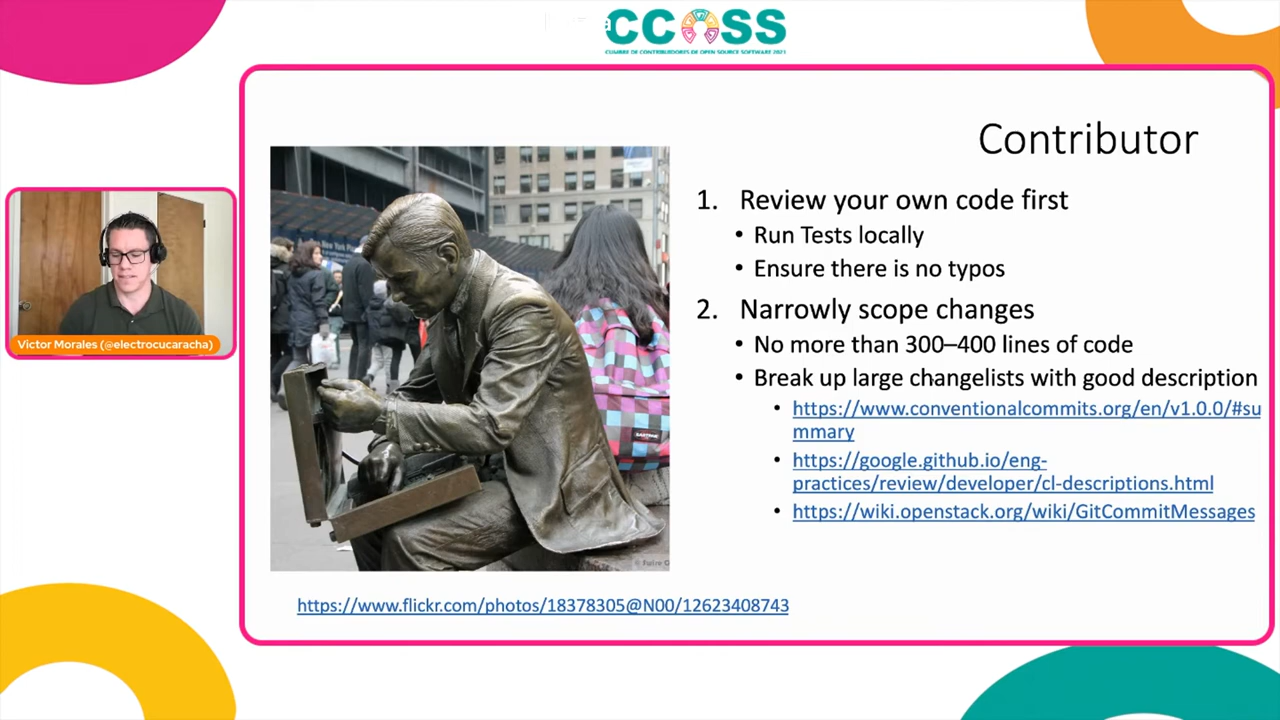 CCOSS
CUMBRE DE CONTRIBUIDORES DE OPEN SOURCE SOFTWARE 2021
Contributor
1. Review your own code first
• Run Tests locally
• Ensure there is no typos
2. Narrowly scope changes
• No more than 300–400 lines of code
• Break up large changelists with good description
• https://www.conventionalcommits.org/en/v1.0.0/#su
mmary
• https://google.github.io/eng-
practices/review/developer/cl-descriptions.html
• https://wiki.openstack.org/wiki/GitCommitMessages
Victor Morales (@electrocucaracha)
EASTPAK
https://www.flickr.com/photos/18378305@N00/12623408743